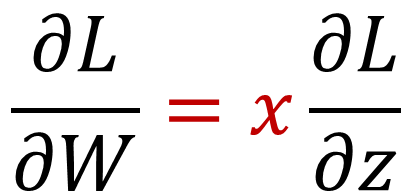 ∂L/∂W = x ∂L/∂z